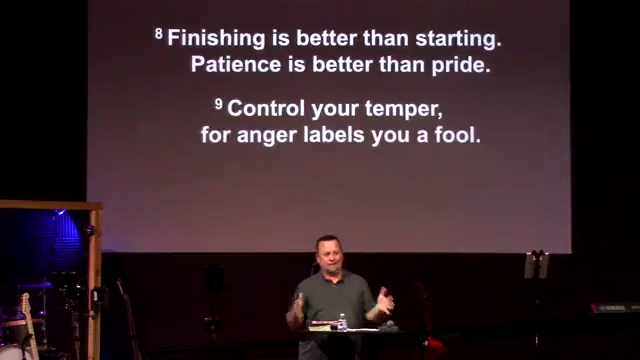 8 Finishing is better than starting.
Patience is better than pride.
9 Control your temper,
for anger labels you a fool.
YAMAHA